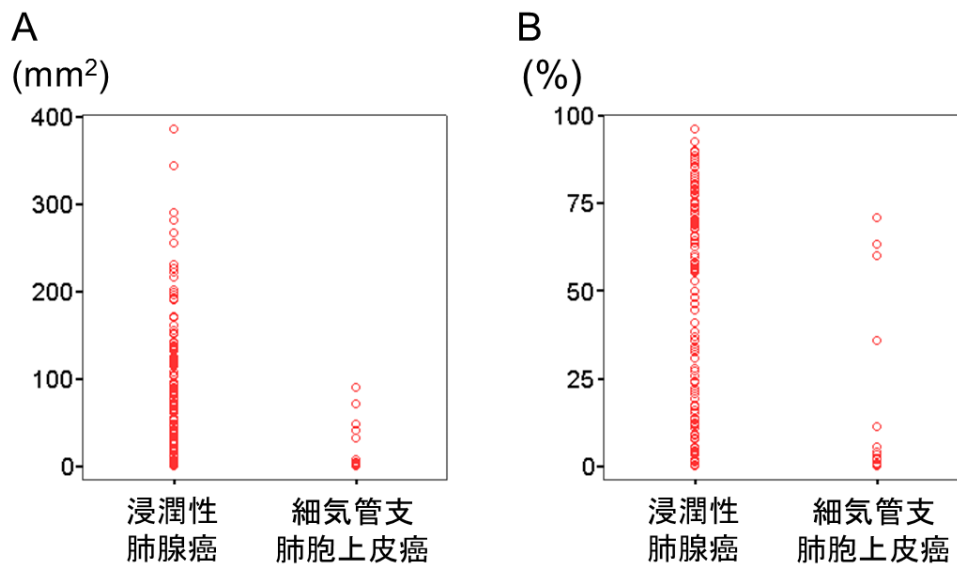 A
(mm²)
400
300
200
100
0
浸潤性
肺腺癌
細気管支
肺胞上皮癌
B
(%)
100
75
50
25
0
浸潤性
肺腺癌
細気管支
肺胞上皮癌